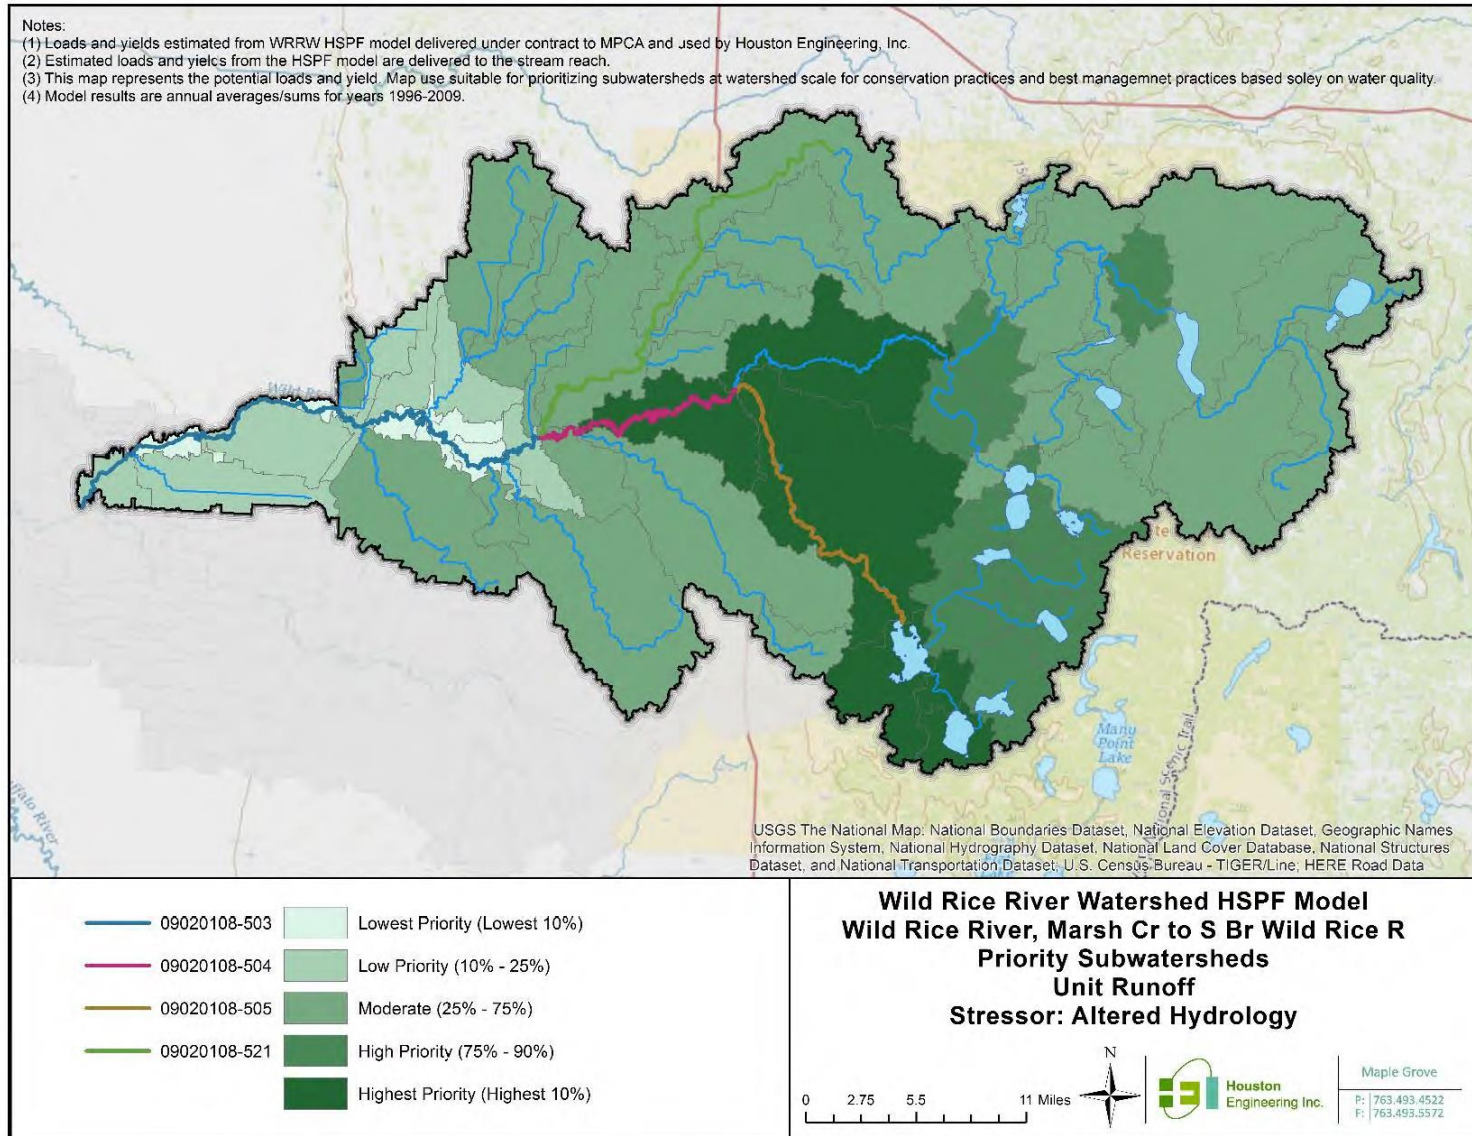 Notes:
(1) Loads and yields estimated from WRRW HSPF model delivered under contract to MPCA and used by Houston Engineering, Inc.
(2) Estimated loads and yields from the HSPF model are delivered to the stream reach.
(3) This map represents the potential loads and yield. Map use suitable for prioritizing subwatersheds at watershed scale for conservation practices and best managemnet practices based soley on water quality.
(4) Model results are annual averages/sums for years 1996-2009.
Wild
Reservation
Many
Point
Lake
National Scenic Trail
ffalo River
USGS The National Map: National Boundaries Dataset, National Elevation Dataset, Geographic Names
Information System, National Hydrography Dataset, National Land Cover Database, National Structures
Dataset, and National Transportation Dataset; U.S. Census Bureau - TIGER/Line; HERE Road Data
09020108-503
09020108-504
09020108-505
09020108-521
Lowest Priority (Lowest 10%)
Low Priority (10% - 25%)
Moderate (25% - 75%)
High Priority (75% - 90%)
Highest Priority (Highest 10%)
Wild Rice River Watershed HSPF Model
Wild Rice River, Marsh Cr to S Br Wild Rice R
Priority Subwatersheds
Unit Runoff
Stressor: Altered Hydrology
0 2.75 5.5 11 Miles
N
Houston
Engineering Inc.
Maple Grove
P: 763.493.4522
F: 763.493.5572